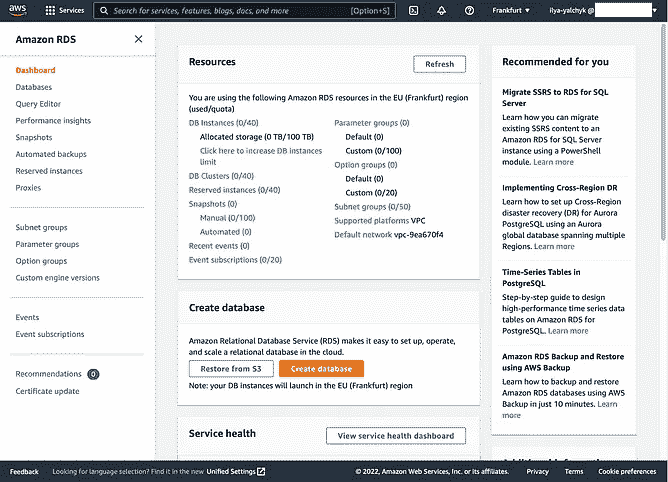 aws Services Search for services, features, blogs, docs, and more [Option+S] Frankfurt ilya-yalchyk @
Amazon RDS
Dashboard
Databases
Query Editor
Performance insights
Snapshots
Automated backups
Reserved instances
Proxies
Subnet groups
Parameter groups
Option groups
Custom engine versions
Events
Event subscriptions
Recommendations 0
Certificate update
Resources
Refresh
You are using the following Amazon RDS resources in the EU (Frankfurt) region
(used/quota)
DB Instances (0/40)
Allocated storage (0 TB/100 TB)
Click here to increase DB instances
limit
DB Clusters (0/40)
Reserved instances (0/40)
Snapshots (0)
Manual (0/100)
Automated (0)
Recent events (0)
Event subscriptions (0/20)
Parameter groups (0)
Default (0)
Custom (0/100)
Option groups (0)
Default (0)
Custom (0/20)
Subnet groups (0/50)
Supported platforms VPC
Default network vpc-9ea670f4
Create database
Amazon Relational Database Service (RDS) makes it easy to set up, operate,
and scale a relational database in the cloud.
Restore from S3 Create database
Note: your DB instances will launch in the EU (Frankfurt) region
Service health
View service health dashboard
Recommended for you
Migrate SSRS to RDS for SQL
Server
Learn how you can migrate
existing SSRS content to an
Amazon RDS for SQL Server
instance using a PowerShell
module. Learn more
Implementing Cross-Region DR
Learn how to set up Cross-Region
disaster recovery (DR) for Aurora
PostgreSQL using an Aurora
global database spanning multiple
Regions. Learn more
Time-Series Tables in
PostgreSQL
Step-by-step guide to design
high-performance time series data
tables on Amazon RDS for
PostgreSQL. Learn more
Amazon RDS Backup and Restore
using AWS Backup
Learn how to backup and restore
Amazon RDS databases using AWS
Backup in just 10 minutes. Learn
more
Feedback Looking for language selection? Find it in the new Unified Settings © 2022, Amazon Web Services, Inc. or its affiliates. Privacy Terms Cookie preferences